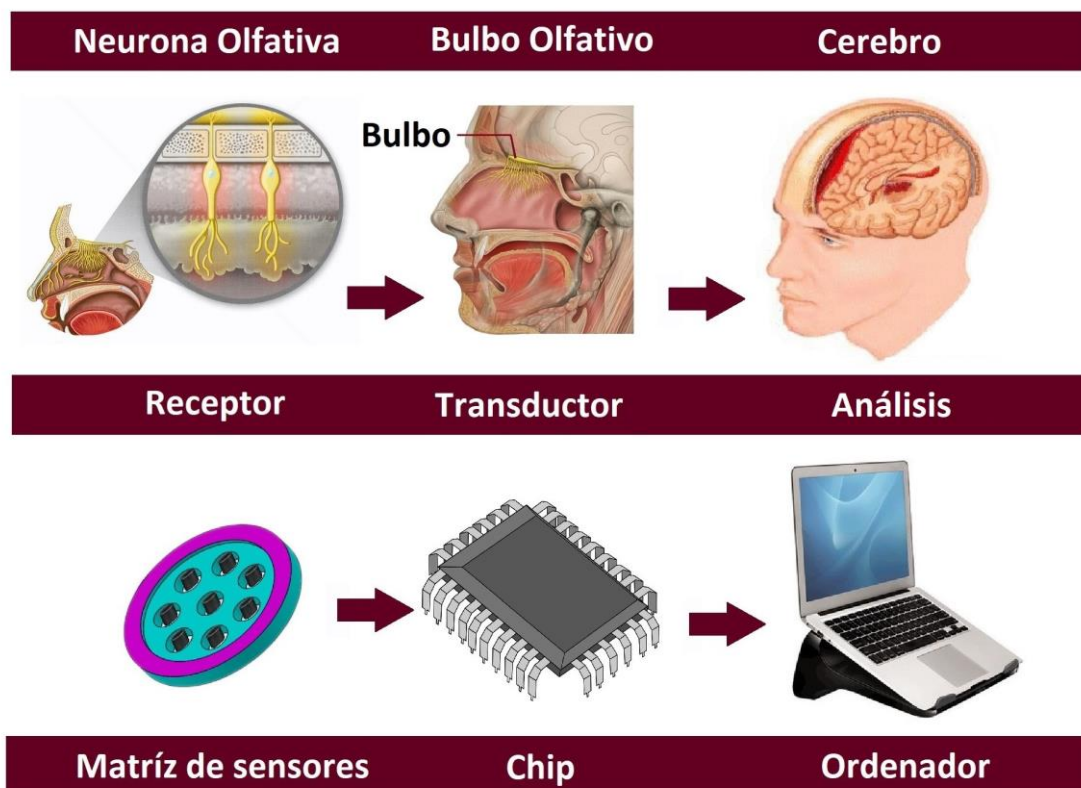 Neurona Olfativa Bulbo Olfativo Cerebro
Bulbo
Receptor Transductor Análisis
Matríz de sensores Chip Ordenador